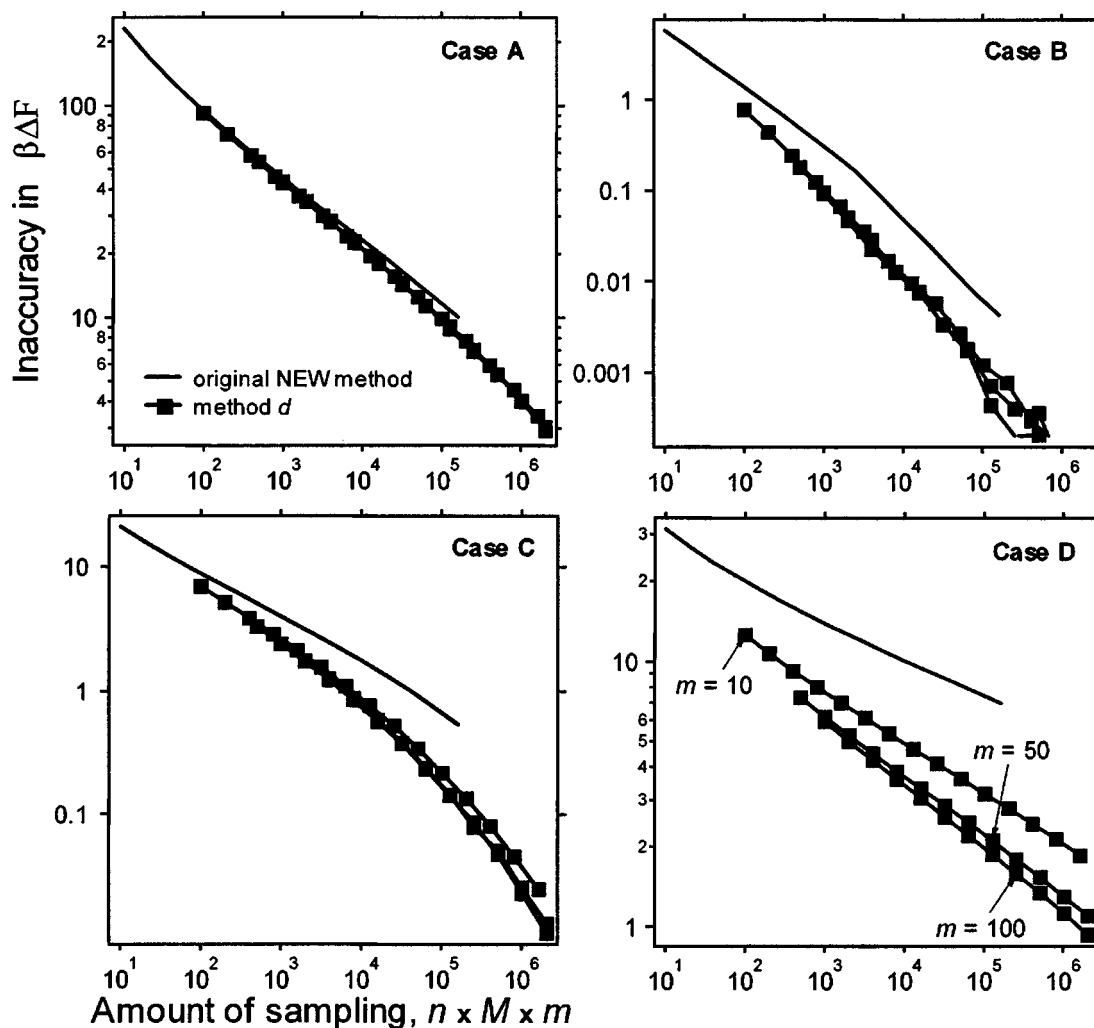 Case A
Inaccuracy in βΔF
2
100
8
6
4
2
10
8
6
4
original NEW method
method d
10^1 10^2 10^3 10^4 10^5 10^6
Case B
1
0.1
0.01
0.001
10^1 10^2 10^3 10^4 10^5 10^6
Case C
10
1
0.1
10^1 10^2 10^3 10^4 10^5 10^6
Case D
3
2
10
8
6
5
4
3
2
1
m = 10
m = 50
m = 100
10^1 10^2 10^3 10^4 10^5 10^6
Amount of sampling, n x M x m